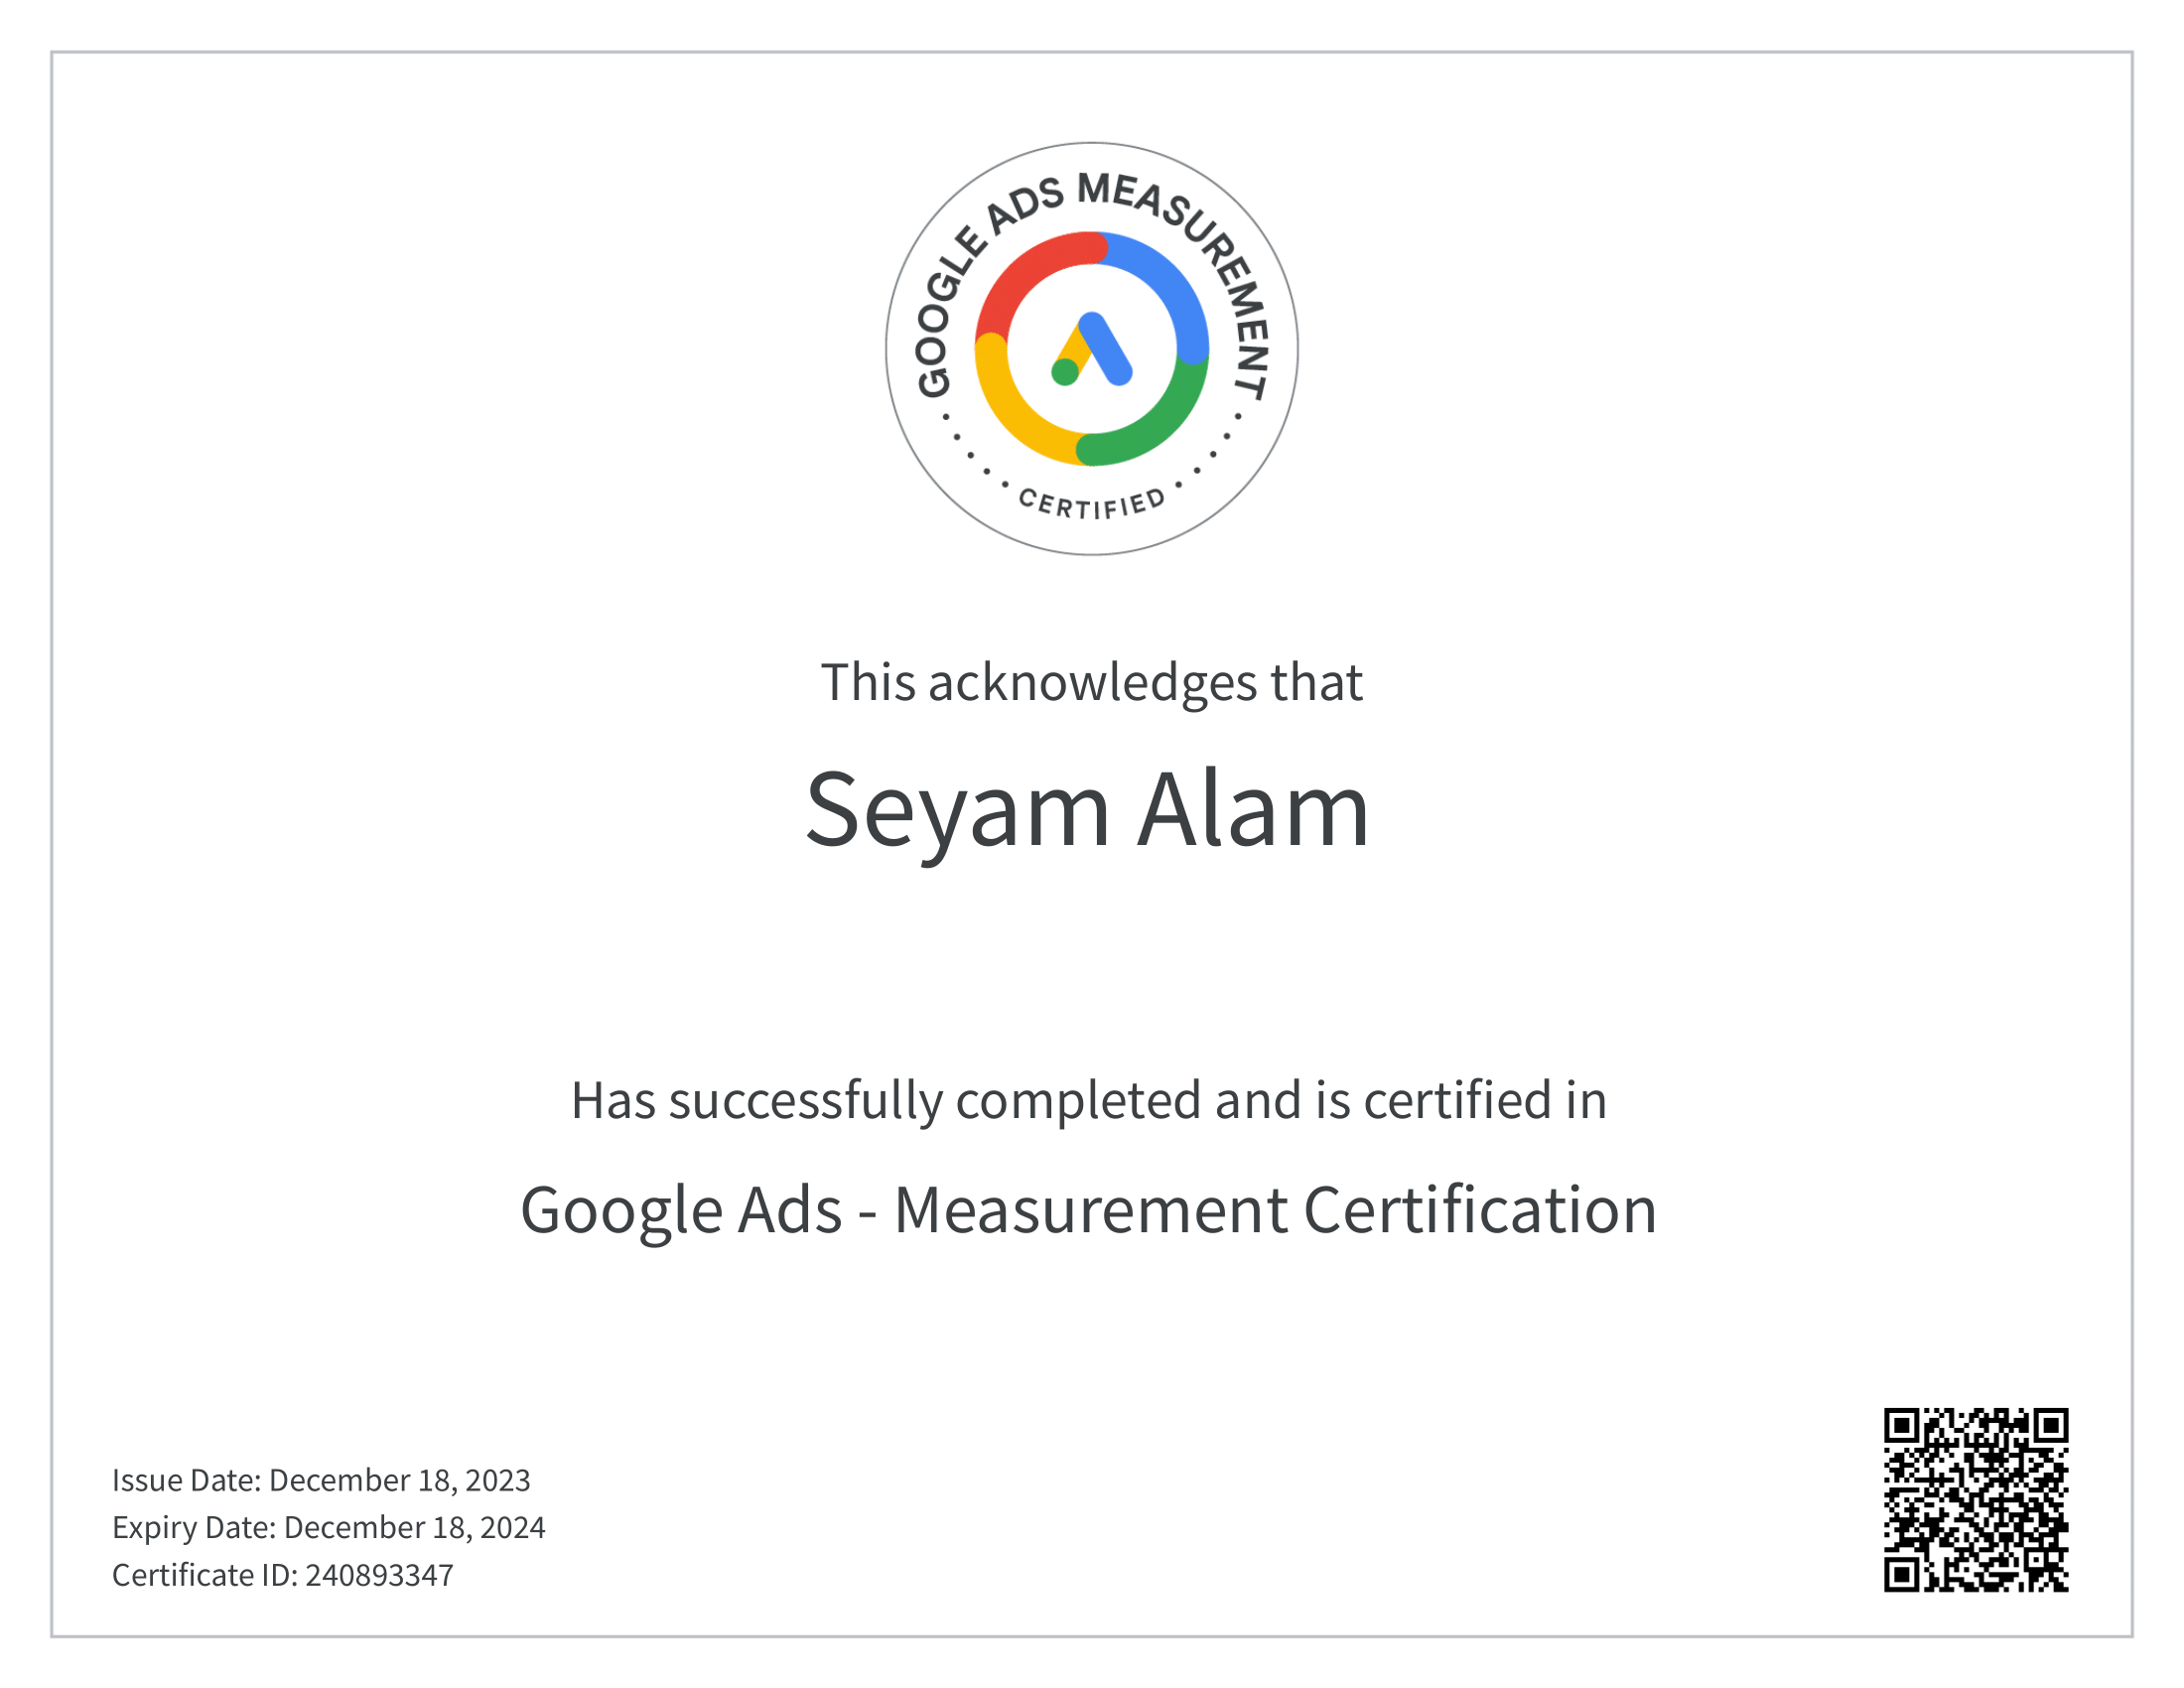 GOOGLE ADS MEASUREMENT
CERTIFIED
This acknowledges that
Seyam Alam
Has successfully completed and is certified in
Google Ads - Measurement Certification
Issue Date: December 18, 2023
Expiry Date: December 18, 2024
Certificate ID: 240893347